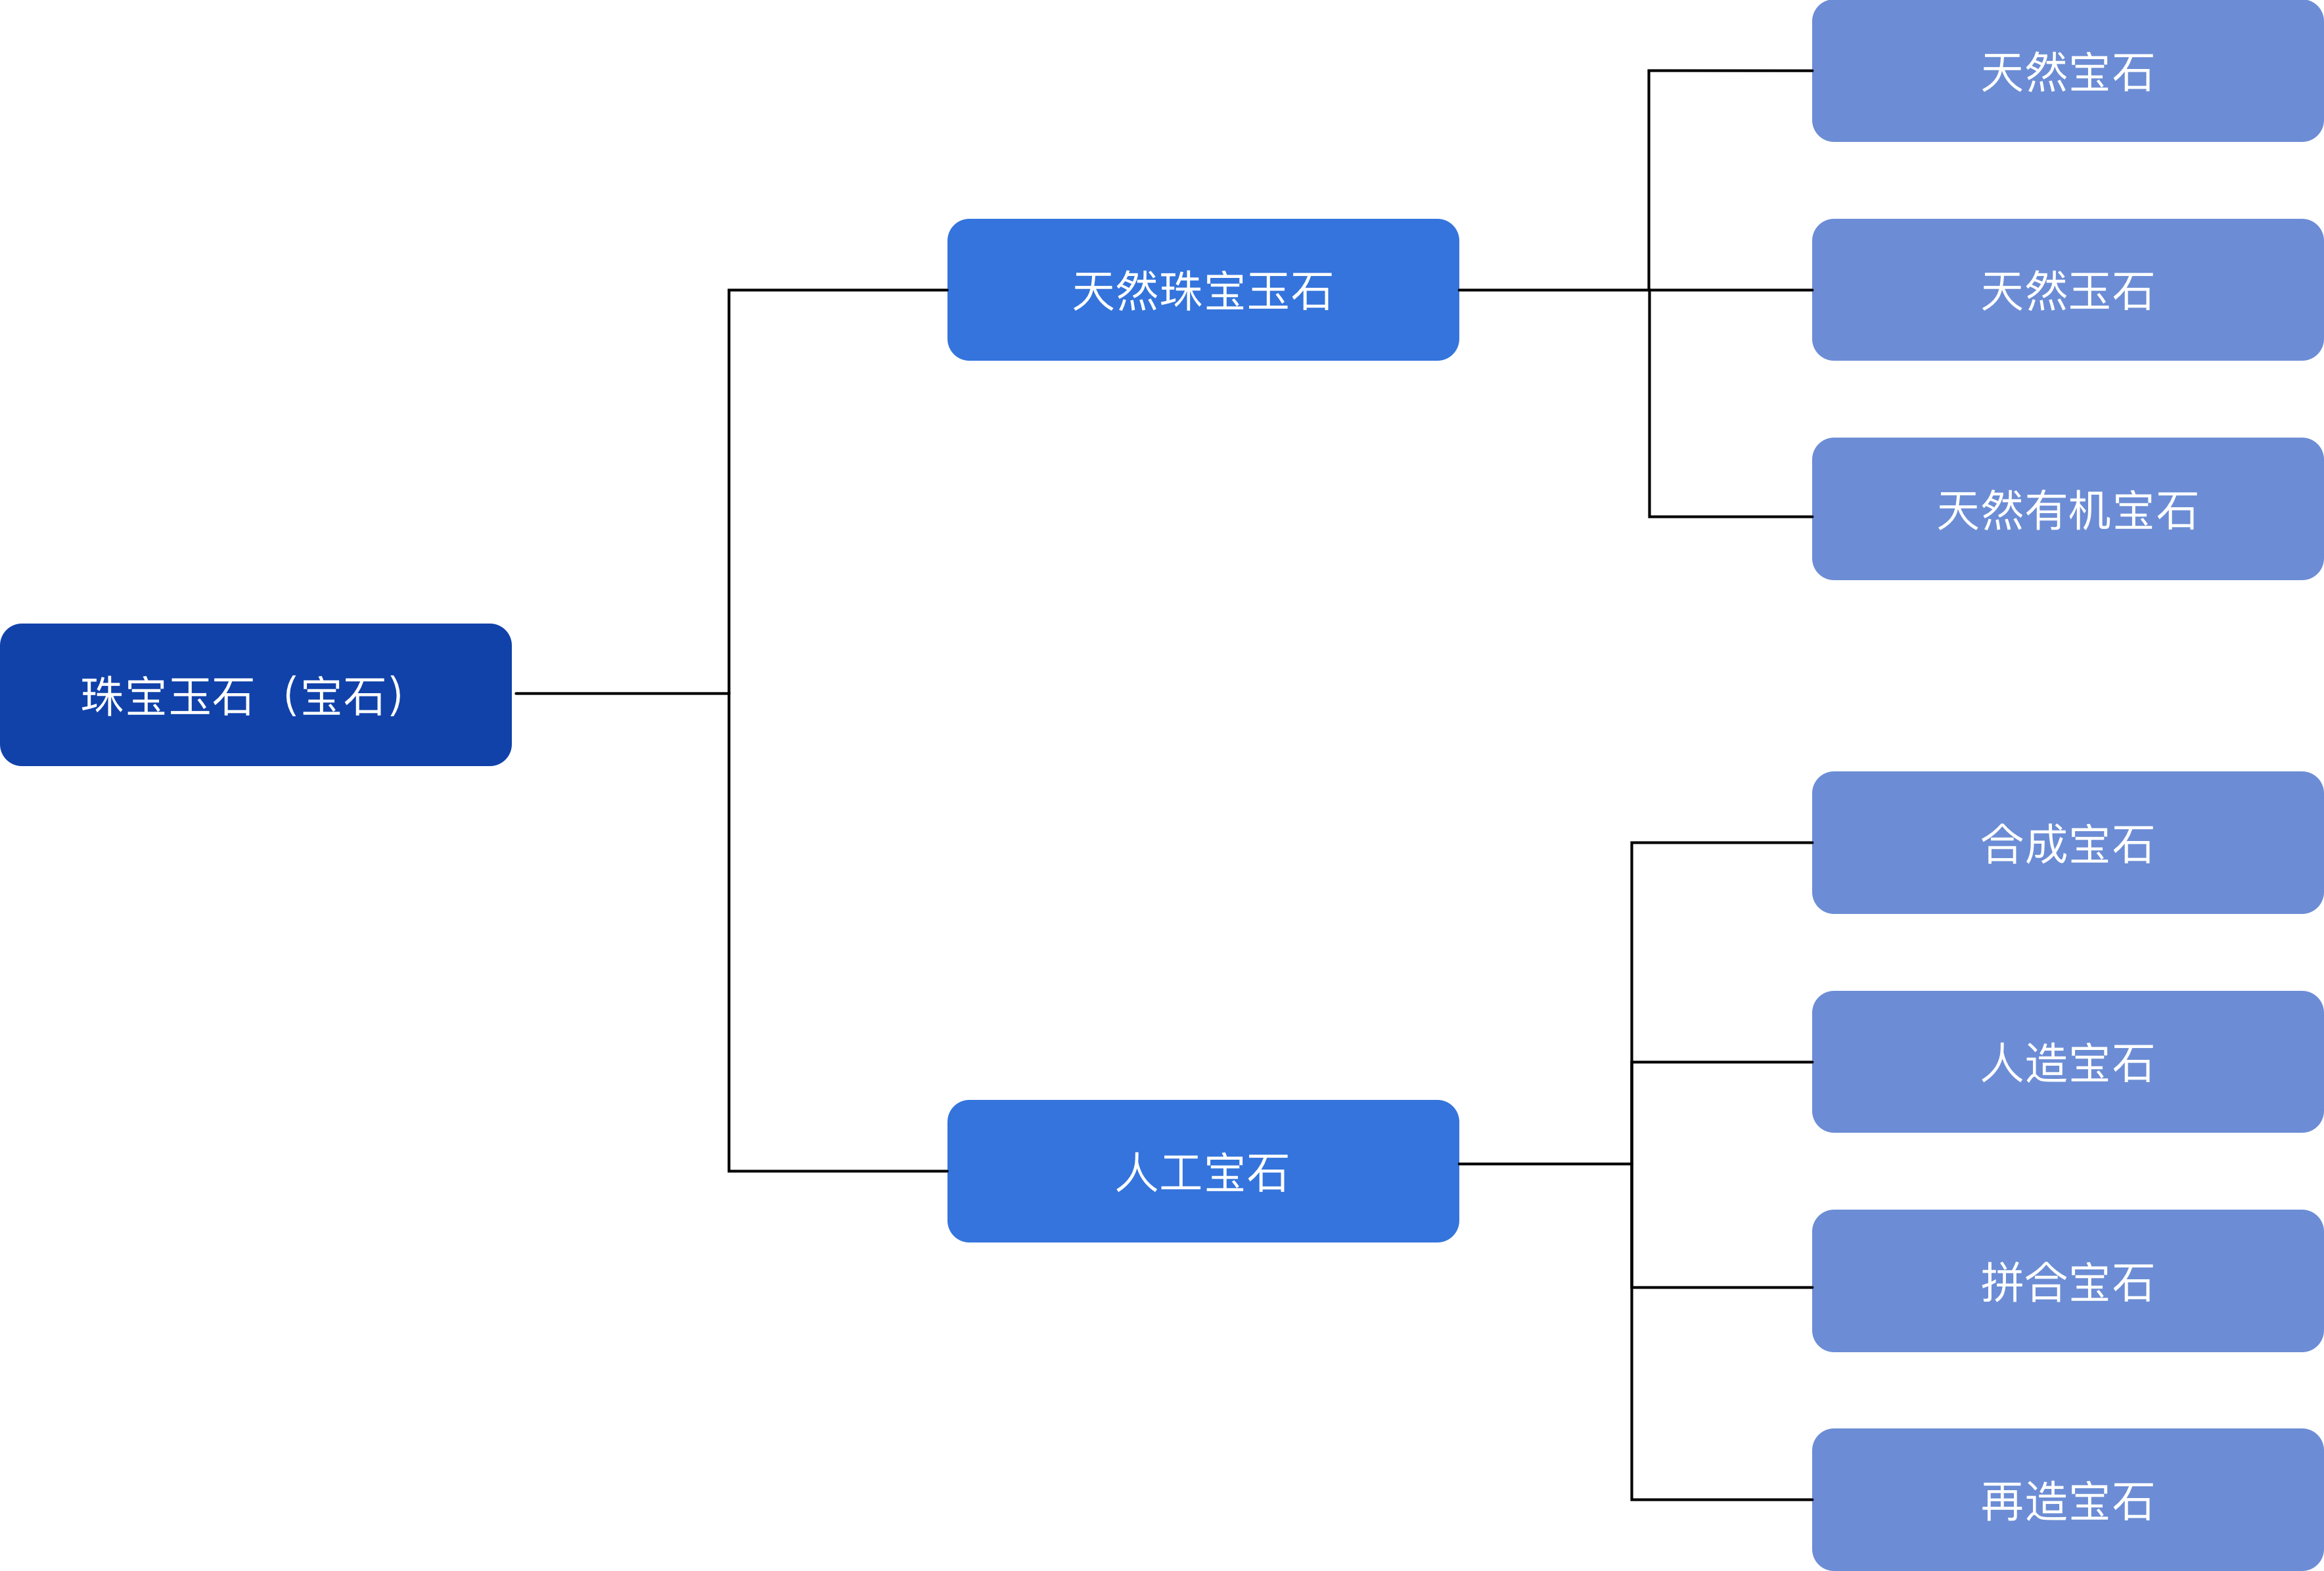 天然宝石
天然珠宝玉石
天然玉石
天然有机宝石
珠宝玉石（宝石）
合成宝石
人造宝石
人工宝石
拼合宝石
再造宝石